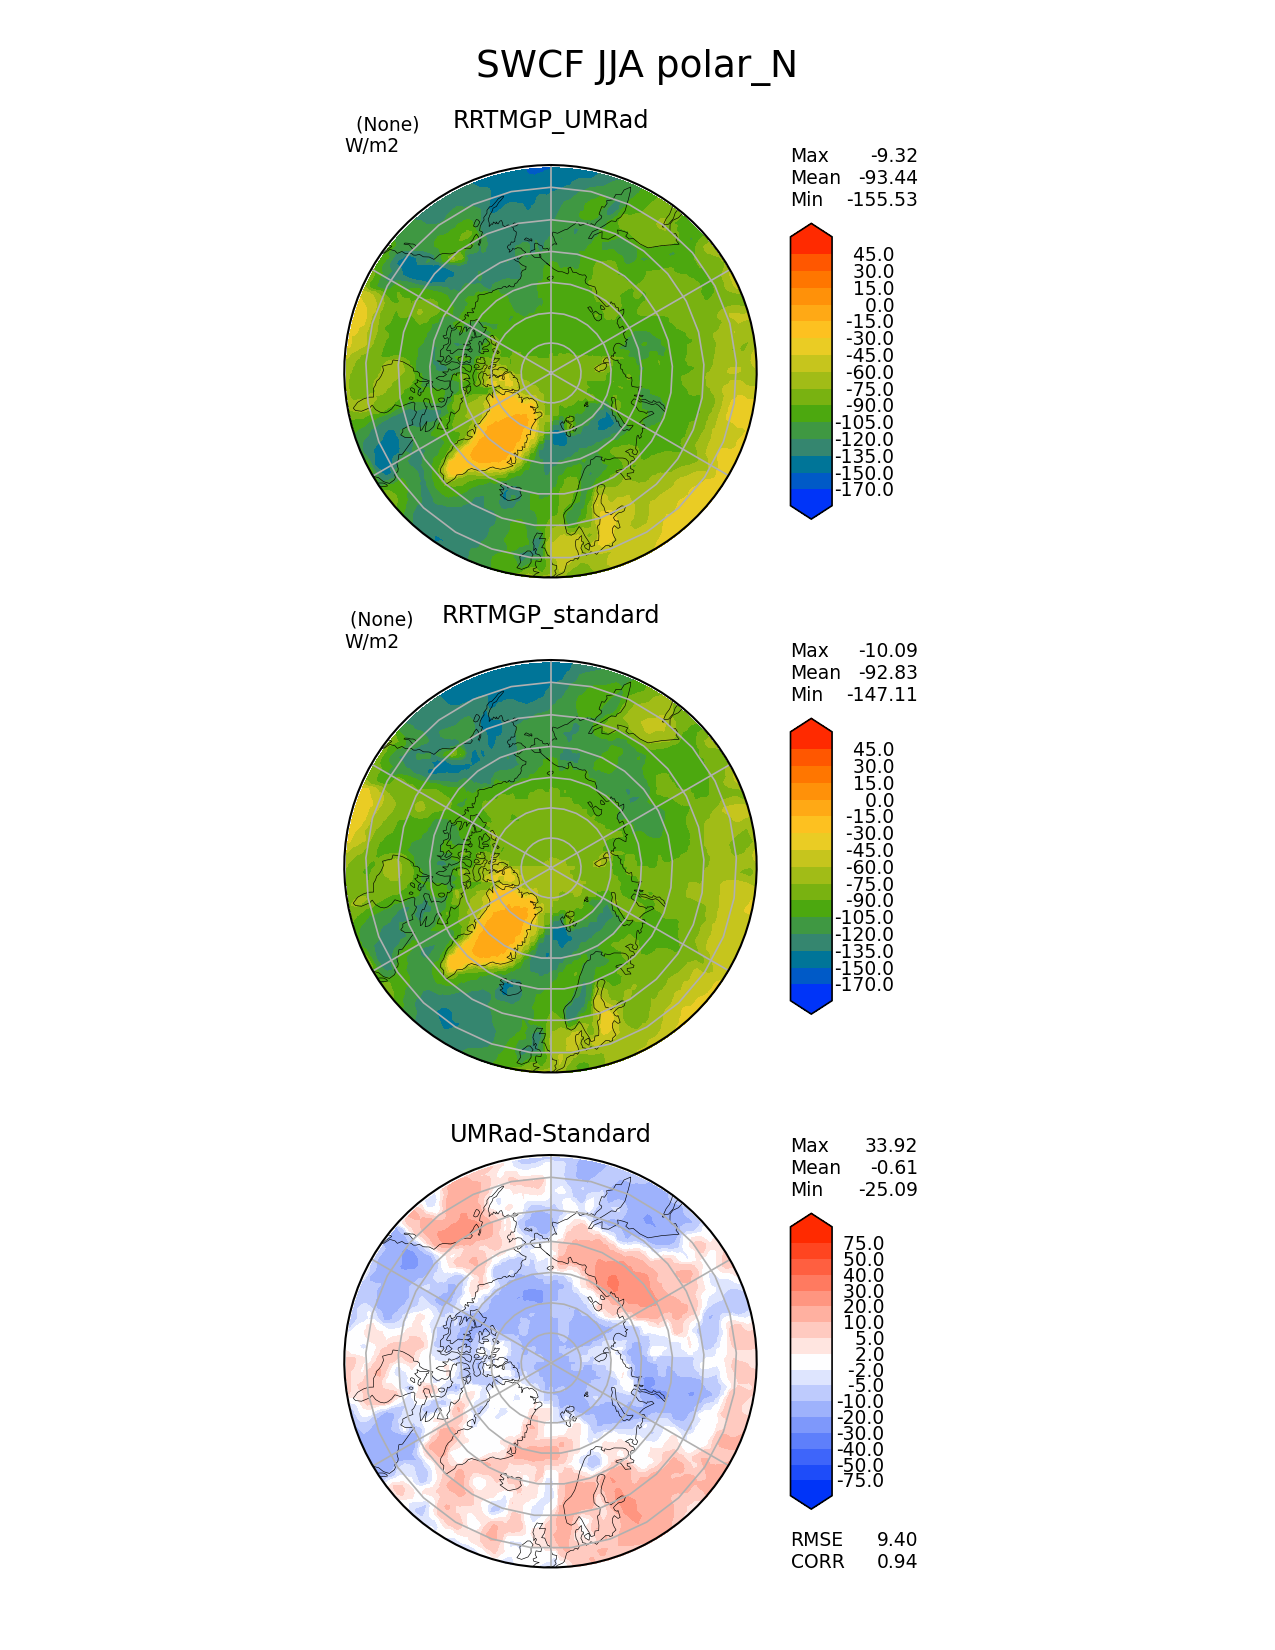 SWCF JJA polar_N
(None) RRTMGP_UMRad
W/m2
Max -9.32
Mean -93.44
Min -155.53
45.0
30.0
15.0
0.0
-15.0
-30.0
-45.0
-60.0
-75.0
-90.0
-105.0
-120.0
-135.0
-150.0
-170.0
(None) RRTMGP_standard
W/m2
Max -10.09
Mean -92.83
Min -147.11
45.0
30.0
15.0
0.0
-15.0
-30.0
-45.0
-60.0
-75.0
-90.0
-105.0
-120.0
-135.0
-150.0
-170.0
UMRad-Standard
Max 33.92
Mean -0.61
Min -25.09
75.0
50.0
40.0
30.0
20.0
10.0
5.0
2.0
-2.0
-5.0
-10.0
-20.0
-30.0
-40.0
-50.0
-75.0
RMSE 9.40
CORR 0.94